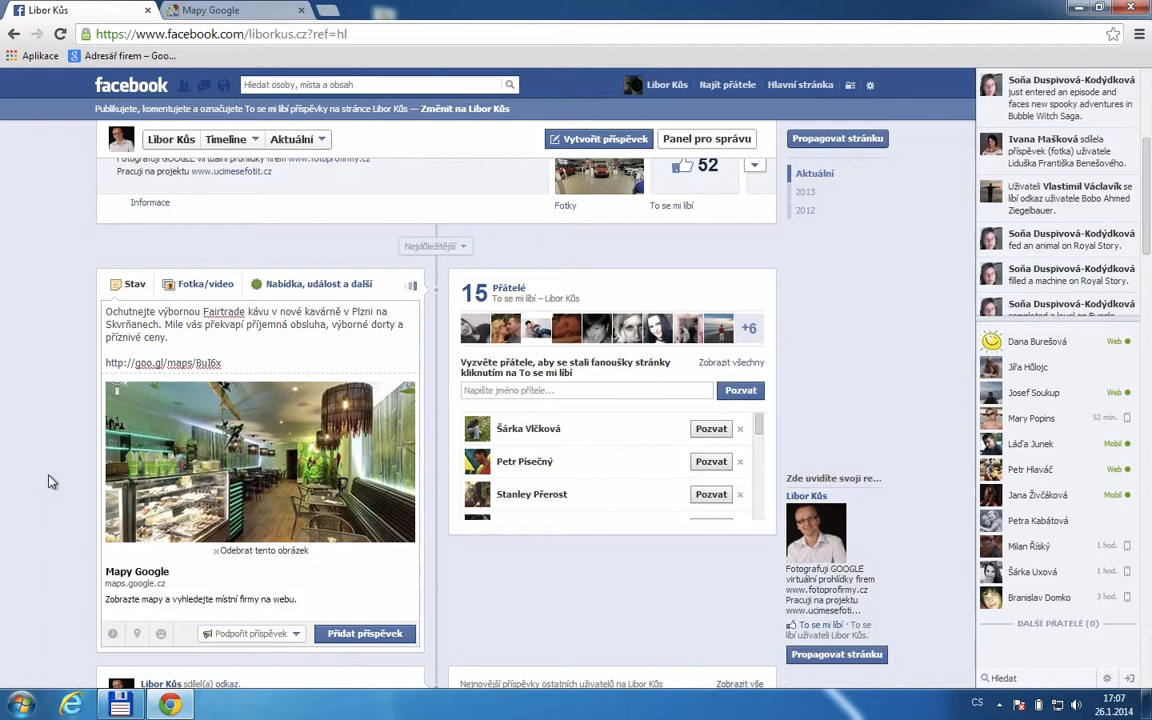 Libor Kůs
Mapy Google
https://www.facebook.com/liborkus.cz?ref=hl
Aplikace
Adresář firem – Goo...
facebook
Hledat osoby, místa a obsah
Libor Kůs
Najít přátele
Hlavní stránka
Publikujete, komentujete a označujete To se mi líbí příspěvky na stránce Libor Kůs — Změnit na Libor Kůs
Libor Kůs
Timeline
Aktuální
Vytvořit příspěvek
Panel pro správu
Fotografuji GOOGLE virtuální prohlídky firem www.fotoprofirmy.cz
Pracuji na projektu www.ucimesefotit.cz
Informace
Fotky
52
To se mi líbí
Propagovat stránku
Aktuální
2013
2012
Nejdůležitější
Stav
Fotka/video
Nabídka, událost a další
Ochutnejte výbornou Fairtrade kávu v nové kavárně v Plzni na
Skvrňanech. Mile vás překvapí příjemná obsluha, výborné dorty a
příznivé ceny.
http://goo.gl/maps/BuI6x
Odebrat tento obrázek
Mapy Google
maps.google.cz
Zobrazte mapy a vyhledejte místní firmy na webu.
Podpořit příspěvek
Přidat příspěvek
Libor Kůs sdílel(a) odkaz.
15
Přátelé
To se mi líbí – Libor Kůs
+6
Vyzvěte přátele, aby se stali fanoušky stránky
kliknutím na To se mi líbí
Zobrazit všechny
Napište jméno přítele...
Pozvat
Šárka Vlčková
Pozvat
Petr Písečný
Pozvat
Stanley Přerost
Pozvat
Nejnovější příspěvky ostatních uživatelů na Libor Kůs
Zobrazit vše
Zde uvidíte svoji re...
Libor Kůs
Fotografuji GOOGLE
virtuální prohlídky firem
www.fotoprofirmy.cz
Pracuji na projektu
www.ucimesefoti...
To se mi líbí · To se
líbí uživateli Libor Kůs.
Propagovat stránku
Soňa Duspivová-Kodýdková
just entered an episode and
faces new spooky adventures in
Bubble Witch Saga.
Ivana Mašková sdílela
příspěvek (fotka) uživatele
Liduška Františka Benešového.
Uživateli Vlastimil Václavík se
líbí odkaz uživatele Bobo Ahmed
Ziegelbauer.
Soňa Duspivová-Kodýdková
fed an animal on Royal Story.
Soňa Duspivová-Kodýdková
filled a machine on Royal Story.
Soňa Duspivová-Kodýdková
Dana Burešová
Web
Jířa Hůlojc
Josef Soukup
Web
Mary Popins
52 min.
Láďa Junek
Mobil
Petr Hlaváč
Web
Jana Živčáková
Mobil
Petra Kabátová
Milan Říský
1 hod.
Šárka Uxová
1 hod.
Branislav Domko
3 hod.
DALŠÍ PŘÁTELÉ (0)
Hledat
CS
17:07
26.1.2014